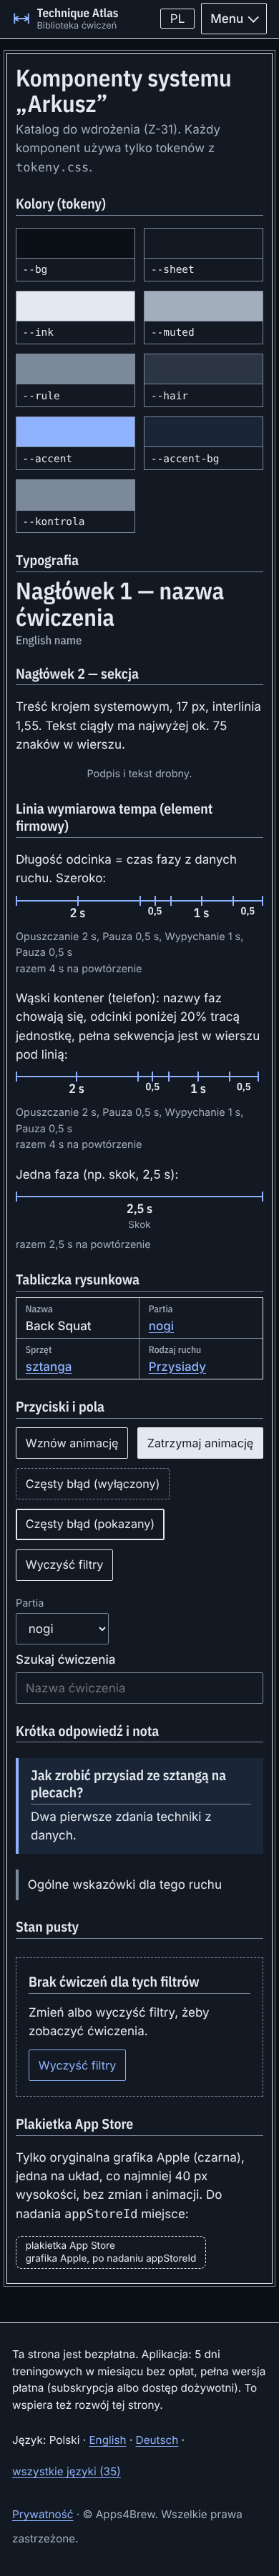 Technique Atlas
Biblioteka ćwiczeń
PL
Menu
Komponenty systemu
„Arkusz”
Katalog do wdrożenia (Z-31). Każdy
komponent używa tylko tokenów z
tokeny.css.
Kolory (tokeny)
--bg
--sheet
--ink
--muted
--rule
--hair
--accent
--accent-bg
--kontrola
Typografia
Nagłówek 1 — nazwa
ćwiczenia
English name
Nagłówek 2 — sekcja
Treść krojem systemowym, 17 px, interlinia
1,55. Tekst ciągły ma najwyżej ok. 75
znaków w wierszu.
Podpis i tekst drobny.
Linia wymiarowa tempa (element
firmowy)
Długość odcinka = czas fazy z danych
ruchu. Szeroko:
2 s
0,5
1 s
0,5
Opuszczanie 2 s, Pauza 0,5 s, Wypychanie 1 s,
Pauza 0,5 s
razem 4 s na powtórzenie
Wąski kontener (telefon): nazwy faz
chowają się, odcinki poniżej 20% tracą
jednostkę, pełna sekwencja jest w wierszu
pod linią:
2 s
0,5
1 s
0,5
Opuszczanie 2 s, Pauza 0,5 s, Wypychanie 1 s,
Pauza 0,5 s
razem 4 s na powtórzenie
Jedna faza (np. skok, 2,5 s):
2,5 s
Skok
razem 2,5 s na powtórzenie
Tabliczka rysunkowa
Nazwa
Back Squat
Partia
nogi
Sprzęt
sztanga
Rodzaj ruchu
Przysiady
Przyciski i pola
Wznów animację
Zatrzymaj animację
Częsty błąd (wyłączony)
Częsty błąd (pokazany)
Wyczyść filtry
Partia
nogi
Szukaj ćwiczenia
Nazwa ćwiczenia
Krótka odpowiedź i nota
Jak zrobić przysiad ze sztangą na
plecach?
Dwa pierwsze zdania techniki z
danych.
Ogólne wskazówki dla tego ruchu
Stan pusty
Brak ćwiczeń dla tych filtrów
Zmień albo wyczyść filtry, żeby
zobaczyć ćwiczenia.
Wyczyść filtry
Plakietka App Store
Tylko oryginalna grafika Apple (czarna),
jedna na układ, co najmniej 40 px
wysokości, bez zmian i animacji. Do
nadania appStoreId miejsce:
plakietka App Store
grafika Apple, po nadaniu appStoreId
Ta strona jest bezpłatna. Aplikacja: 5 dni
treningowych w miesiącu bez opłat, pełna wersja
płatna (subskrypcja albo dostęp dożywotni). To
wspiera też rozwój tej strony.
Język: Polski · English · Deutsch ·
wszystkie języki (35)
Prywatność · © Apps4Brew. Wszelkie prawa
zastrzeżone.